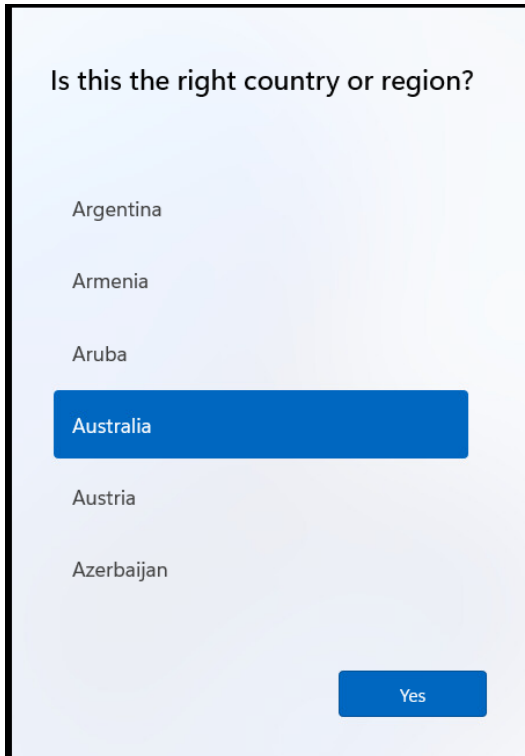 Is this the right country or region?
Argentina
Armenia
Aruba
Australia
Austria
Azerbaijan
Yes